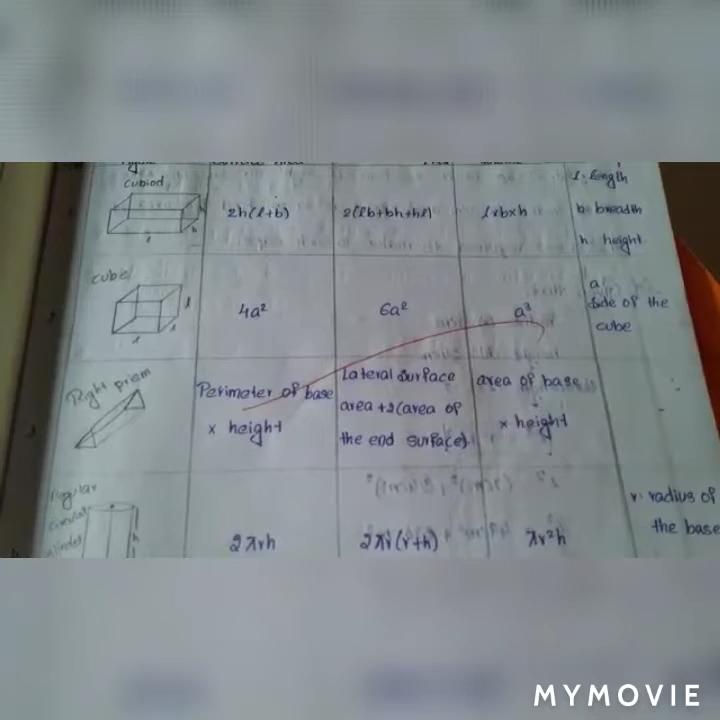 cubiod
2h(l+b)
2(lb+bh+hl)
l×b×h
l- length
b- breadth
h- height
cube
4a²
6a²
a³
a
side of the
cube
Right prism
Perimeter of base
× height
Lateral surface
area + 2(area of
the end surface)
area of base
× height
2πrh
2πr(r+h)
πr²h
r- radius of
the base
MYMOVIE